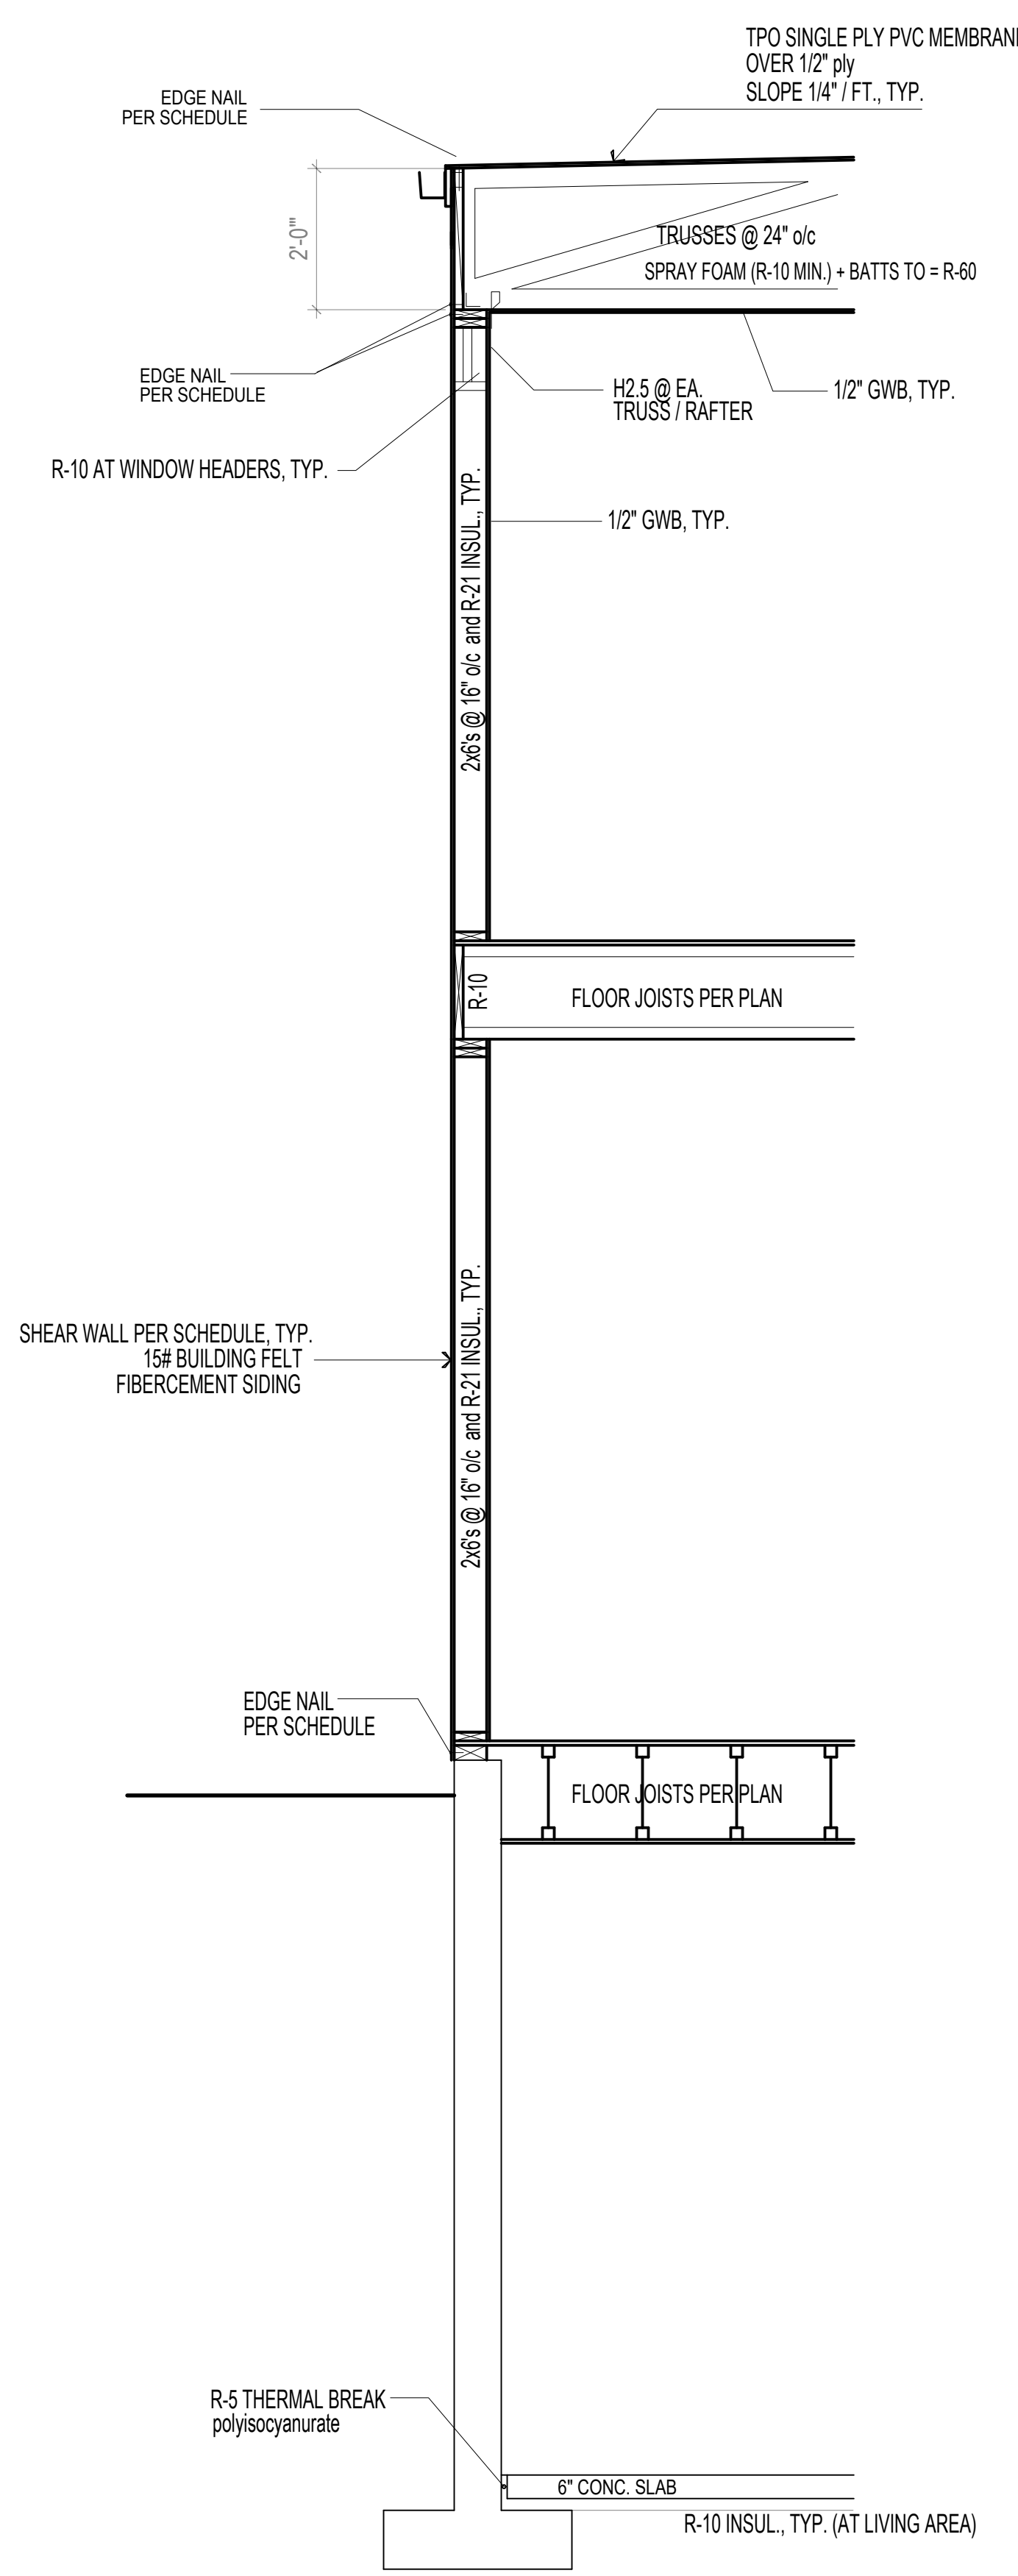 TPO SINGLE PLY PVC MEMBRAN
OVER 1/2" ply
SLOPE 1/4" / FT., TYP.
EDGE NAIL
PER SCHEDULE
2'-0'"
TRUSSES @ 24" o/c
SPRAY FOAM (R-10 MIN.) + BATTS TO = R-60
EDGE NAIL
PER SCHEDULE
H2.5 @ EA.
TRUSS / RAFTER
1/2" GWB, TYP.
R-10 AT WINDOW HEADERS, TYP.
1/2" GWB, TYP.
2x6's @ 16" o/c and R-21 INSUL., TYP.
R-10
FLOOR JOISTS PER PLAN
SHEAR WALL PER SCHEDULE, TYP.
15# BUILDING FELT
FIBERCEMENT SIDING
2x6's @ 16" o/c and R-21 INSUL., TYP.
EDGE NAIL
PER SCHEDULE
FLOOR JOISTS PER PLAN
R-5 THERMAL BREAK
polyisocyanurate
6" CONC. SLAB
R-10 INSUL., TYP. (AT LIVING AREA)